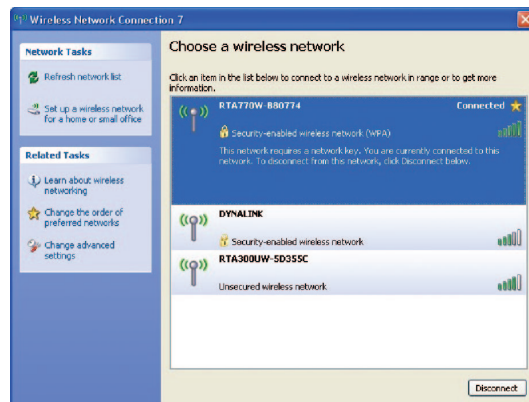 Wireless Network Connection 7
Network Tasks
Refresh network list
Set up a wireless network
for a home or small office
Related Tasks
Learn about wireless
networking
Change the order of
preferred networks
Change advanced
settings
Choose a wireless network
Click an item in the list below to connect to a wireless network in range or to get more
information.
RTA770W-B80774 Connected
Security-enabled wireless network (WPA)
This network requires a network key. You are currently connected to this
network. To disconnect from this network, click Disconnect below.
DYNALINK
Security-enabled wireless network
RTA300UW-5D355C
Unsecured wireless network
Disconnect